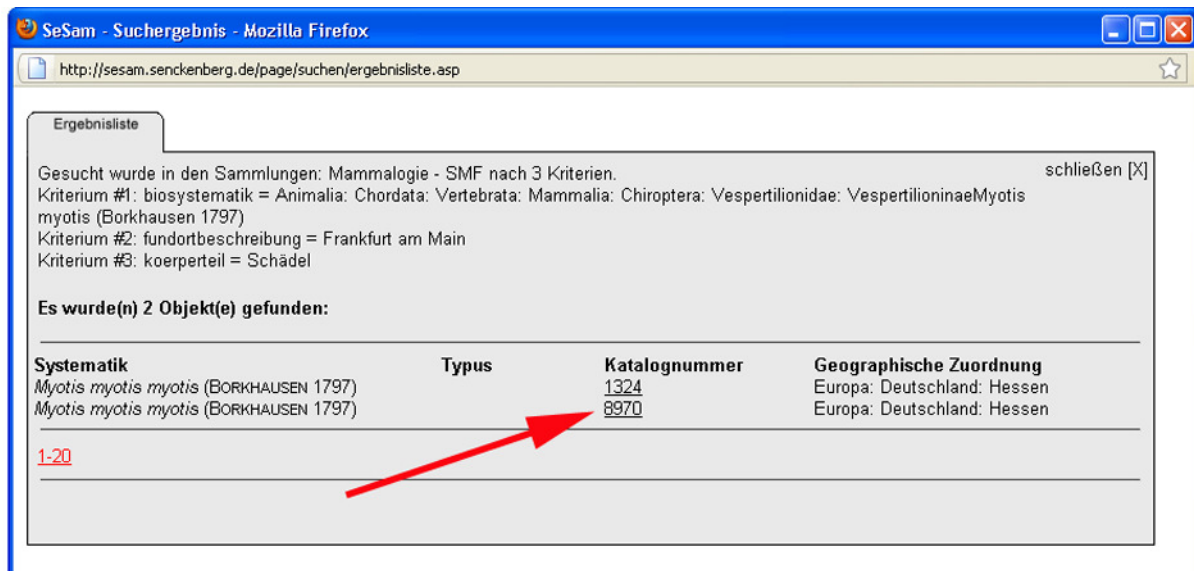 SeSam - Suchergebnis - Mozilla Firefox
http://sesam.senckenberg.de/page/suchen/ergebnisliste.asp
Ergebnisliste
schließen [X]
Gesucht wurde in den Sammlungen: Mammalogie - SMF nach 3 Kriterien.
Kriterium #1: biosystematik = Animalia: Chordata: Vertebrata: Mammalia: Chiroptera: Vespertilionidae: VespertilioninaeMyotis
myotis (Borkhausen 1797)
Kriterium #2: fundortbeschreibung = Frankfurt am Main
Kriterium #3: koerperteil = Schädel
Es wurde(n) 2 Objekt(e) gefunden:
Systematik Typus Katalognummer Geographische Zuordnung
Myotis myotis myotis (BORKHAUSEN 1797) 1324 Europa: Deutschland: Hessen
Myotis myotis myotis (BORKHAUSEN 1797) 8970 Europa: Deutschland: Hessen
1-20